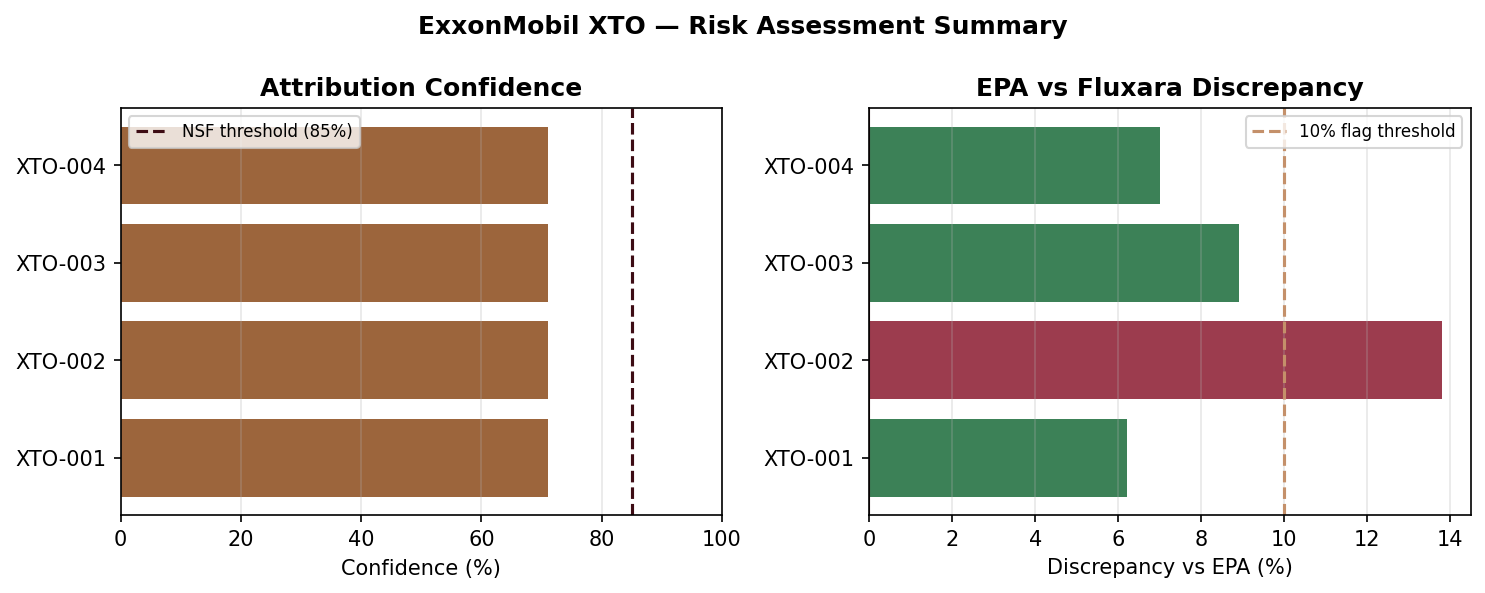 ExxonMobil XTO — Risk Assessment Summary
Attribution Confidence
NSF threshold (85%)
XTO-004
XTO-003
XTO-002
XTO-001
0 20 40 60 80 100
Confidence (%)
EPA vs Fluxara Discrepancy
10% flag threshold
XTO-004
XTO-003
XTO-002
XTO-001
0 2 4 6 8 10 12 14
Discrepancy vs EPA (%)